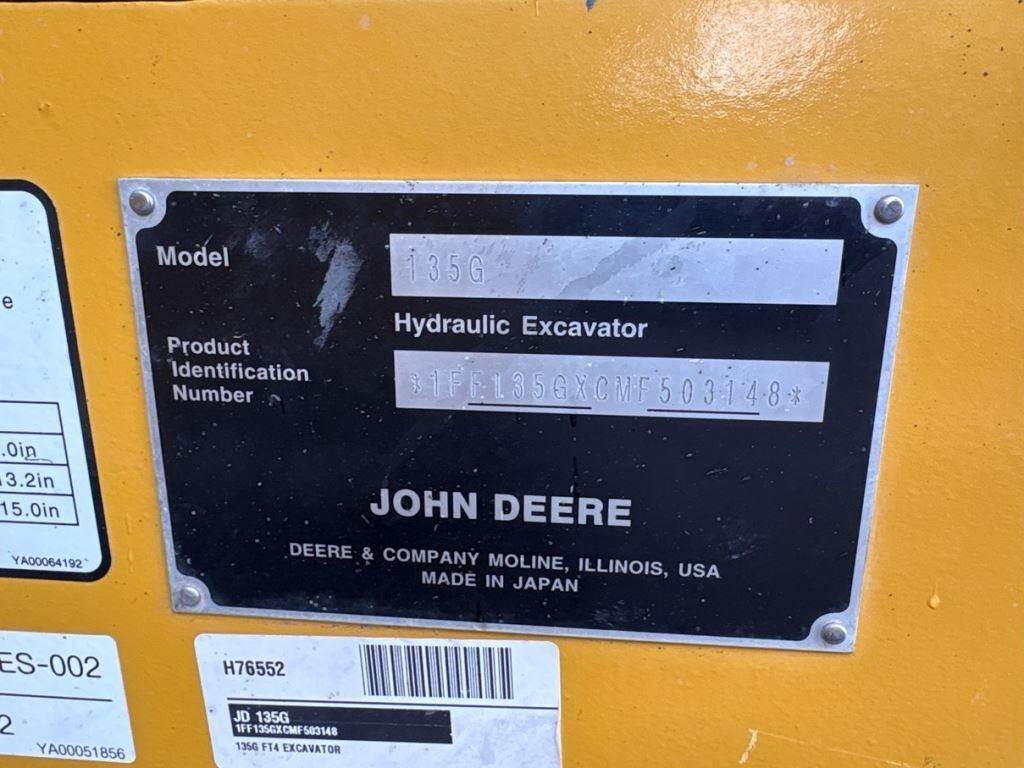 Model
135G
Hydraulic Excavator
Product
Identification
Number
*1FF135GXCMF503148*
JOHN DEERE
DEERE & COMPANY MOLINE, ILLINOIS, USA
MADE IN JAPAN
e
.0in
3.2in
15.0in
YA00064192
ES-002
2
YA00051856
H76552
JD 135G
1FF135GXCMF503148
135G FT4 EXCAVATOR